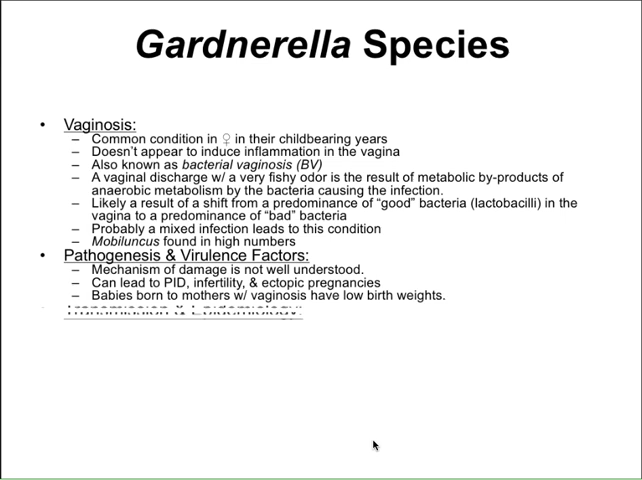 Gardnerella Species
• Vaginosis:
– Common condition in ♀ in their childbearing years
– Doesn't appear to induce inflammation in the vagina
– Also known as bacterial vaginosis (BV)
– A vaginal discharge w/ a very fishy odor is the result of metabolic by-products of
anaerobic metabolism by the bacteria causing the infection.
– Likely a result of a shift from a predominance of “good” bacteria (lactobacilli) in the
vagina to a predominance of “bad” bacteria
– Probably a mixed infection leads to this condition
– Mobiluncus found in high numbers
• Pathogenesis & Virulence Factors:
– Mechanism of damage is not well understood.
– Can lead to PID, infertility, & ectopic pregnancies
– Babies born to mothers w/ vaginosis have low birth weights.
Transmission & Epidemiology: